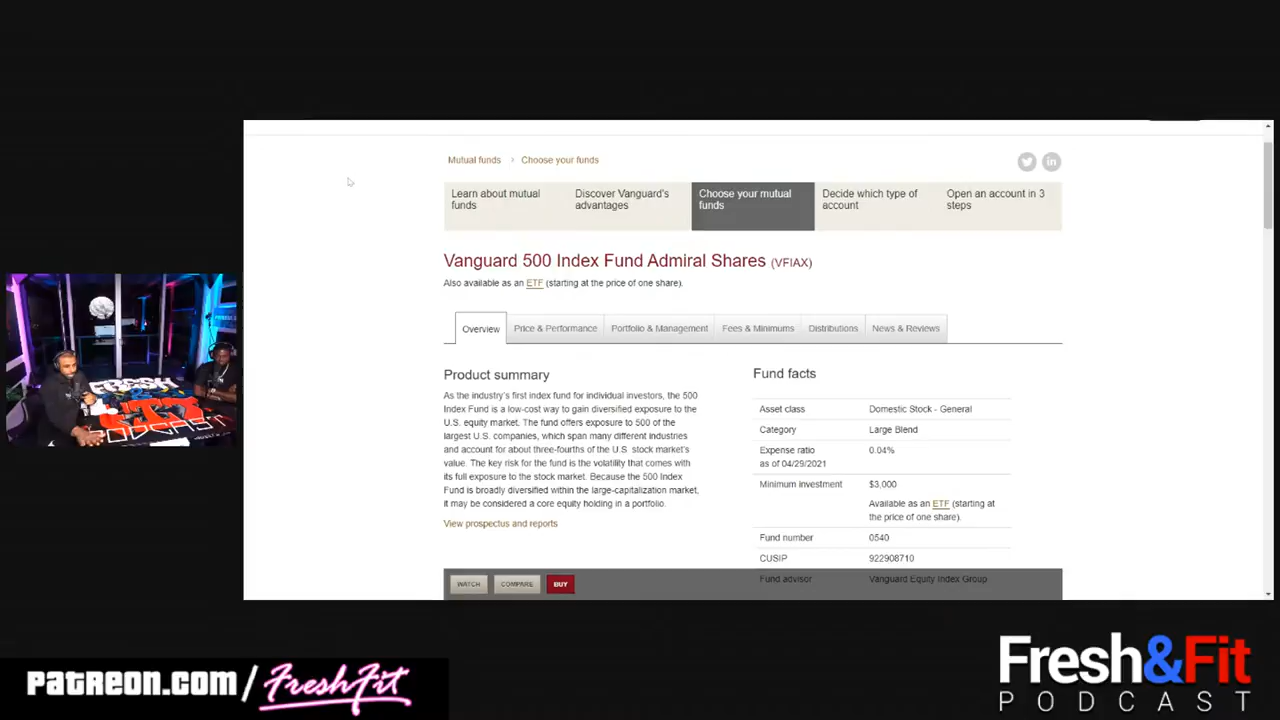 Mutual funds > Choose your funds
Learn about mutual funds
Discover Vanguard's advantages
Choose your mutual funds
Decide which type of account
Open an account in 3 steps
Vanguard 500 Index Fund Admiral Shares (VFIAX)
Also available as an ETF (starting at the price of one share).
Overview
Price & Performance
Portfolio & Management
Fees & Minimums
Distributions
News & Reviews
Product summary
As the industry's first index fund for individual investors, the 500
Index Fund is a low-cost way to gain diversified exposure to the
U.S. equity market. The fund offers exposure to 500 of the
largest U.S. companies, which span many different industries
and account for about three-fourths of the U.S. stock market's
value. The key risk for the fund is the volatility that comes with
its full exposure to the stock market. Because the 500 Index
Fund is broadly diversified within the large-capitalization market,
it may be considered a core equity holding in a portfolio.
View prospectus and reports
Fund facts
Asset class Domestic Stock - General
Category Large Blend
Expense ratio 0.04%
as of 04/29/2021
Minimum investment $3,000
Available as an ETF (starting at
the price of one share).
Fund number 0540
CUSIP 922908710
Fund advisor Vanguard Equity Index Group
WATCH COMPARE BUY
FRESH
& FIT
PODCAST
patreon.com/FreshFit
Fresh&Fit
PODCAST